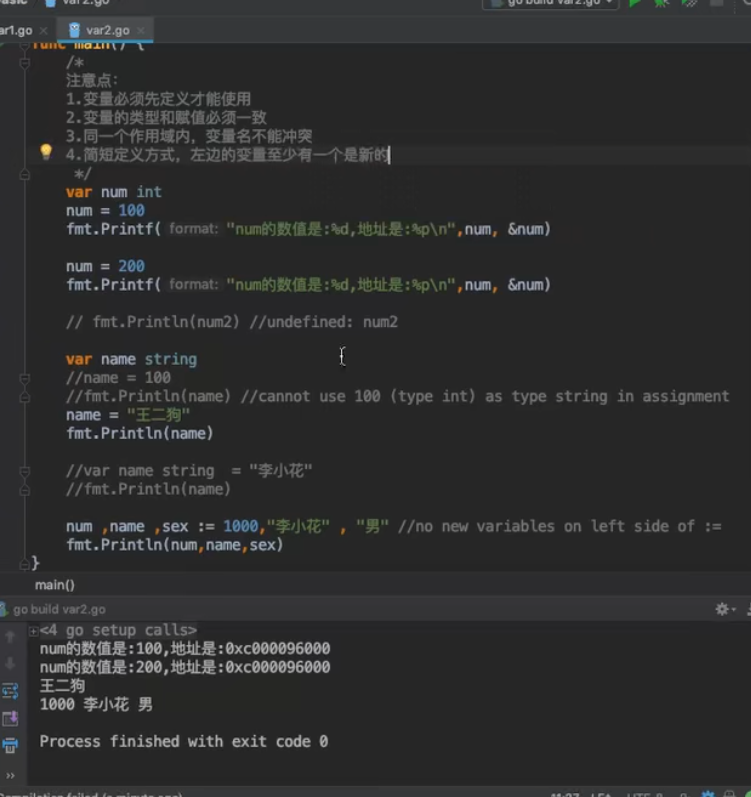 var2.go
go build var2.go
ar1.go
var2.go
func main() {
/*
注意点:
1.变量必须先定义才能使用
2.变量的类型和赋值必须一致
3.同一个作用域内，变量名不能冲突
4.简短定义方式，左边的变量至少有一个是新的
*/
var num int
num = 100
fmt.Printf( format: "num的数值是:%d,地址是:%p\n",num, &num)
num = 200
fmt.Printf( format: "num的数值是:%d,地址是:%p\n",num, &num)
// fmt.Println(num2) //undefined: num2
var name string
//name = 100
//fmt.Println(name) //cannot use 100 (type int) as type string in assignment
name = "王二狗"
fmt.Println(name)
//var name string  = "李小花"
//fmt.Println(name)
num ,name ,sex := 1000,"李小花" , "男" //no new variables on left side of :=
fmt.Println(num,name,sex)
}
main()
go build var2.go
<4 go setup calls>
num的数值是:100,地址是:0xc000096000
num的数值是:200,地址是:0xc000096000
王二狗
1000 李小花 男
Process finished with exit code 0